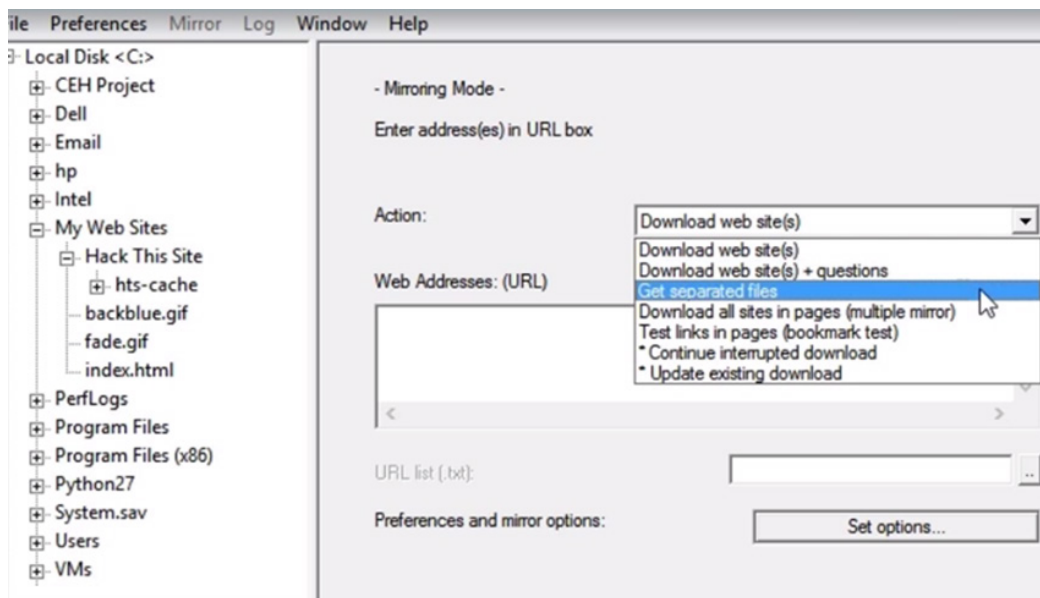 ile Preferences Mirror Log Window Help
Local Disk <C:>
CEH Project
Dell
Email
hp
Intel
My Web Sites
Hack This Site
hts-cache
backblue.gif
fade.gif
index.html
PerfLogs
Program Files
Program Files (x86)
Python27
System.sav
Users
VMs
- Mirroring Mode -
Enter address(es) in URL box
Action:
Download web site(s)
Download web site(s)
Download web site(s) + questions
Get separated files
Download all sites in pages (multiple mirror)
Test links in pages (bookmark test)
* Continue interrupted download
* Update existing download
Web Addresses: (URL)
URL list (.txt):
..
Preferences and mirror options:
Set options...